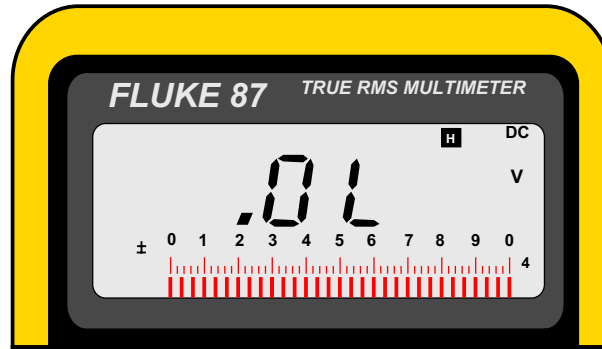 FLUKE 87 TRUE RMS MULTIMETER
H DC
.0L V
± 0 1 2 3 4 5 6 7 8 9 0
4